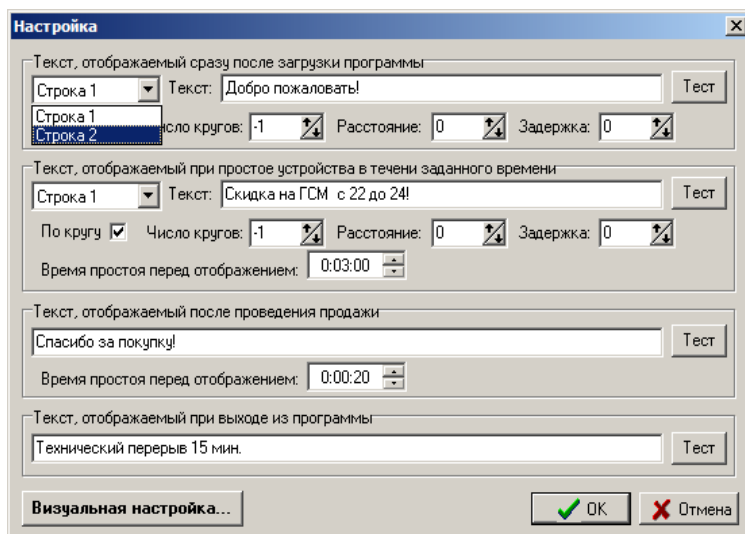 Настройка
Текст, отображаемый сразу после загрузки программы
Строка 1 Текст: Добро пожаловать! Тест
Строка 1
Строка 2 кругов: -1 Расстояние: 0 Задержка: 0
Текст, отображаемый при простое устройства в течени заданного времени
Строка 1 Текст: Скидка на ГСМ с 22 до 24! Тест
По кругу Число кругов: -1 Расстояние: 0 Задержка: 0
Время простоя перед отображением: 0:03:00
Текст, отображаемый после проведения продажи
Спасибо за покупку! Тест
Время простоя перед отображением: 0:00:20
Текст, отображаемый при выходе из программы
Технический перерыв 15 мин. Тест
Визуальная настройка... OK Отмена